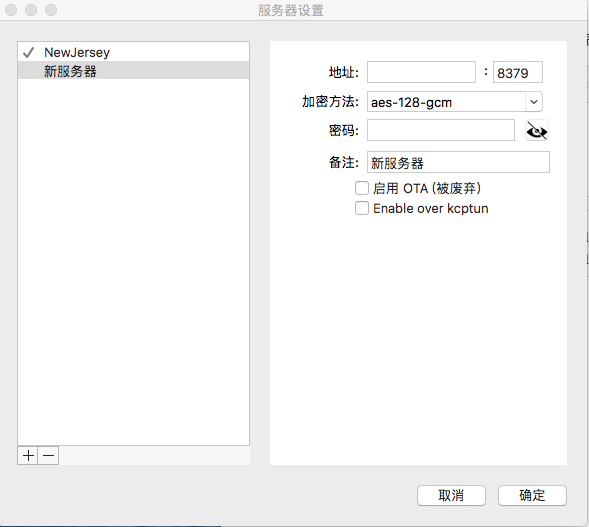 服务器设置
NewJersey
新服务器
地址: : 8379
加密方法: aes-128-gcm
密码:
备注: 新服务器
启用 OTA (被废弃)
Enable over kcptun
取消 确定